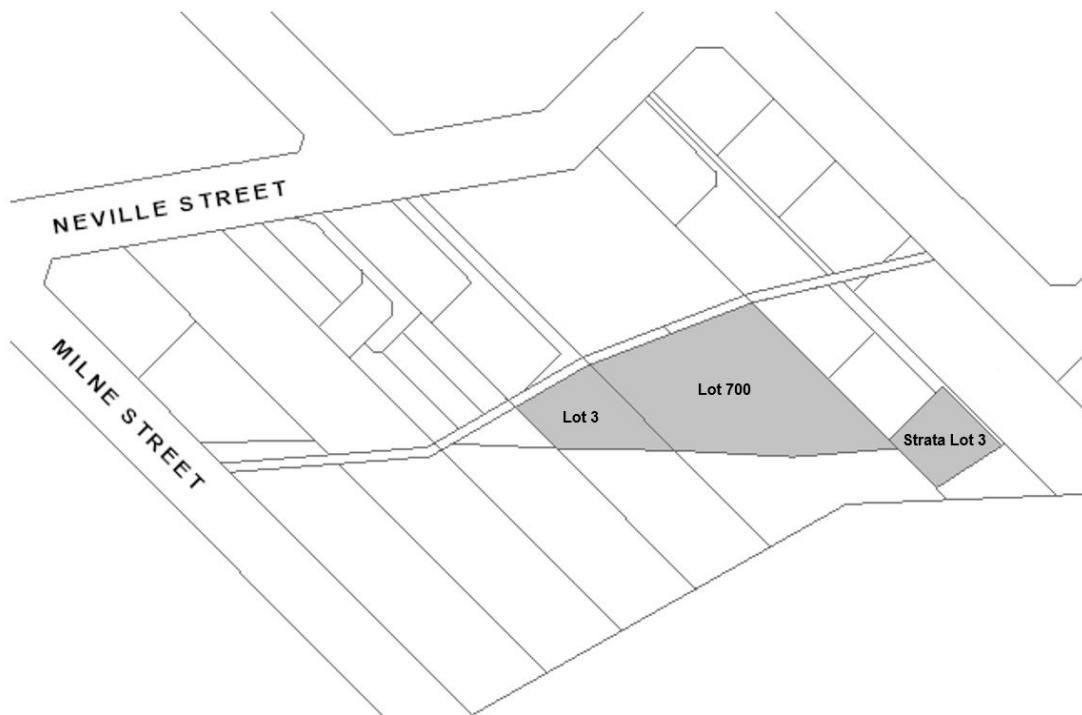 NEVILLE STREET
MILNE STREET
Lot 700
Lot 3
Strata Lot 3